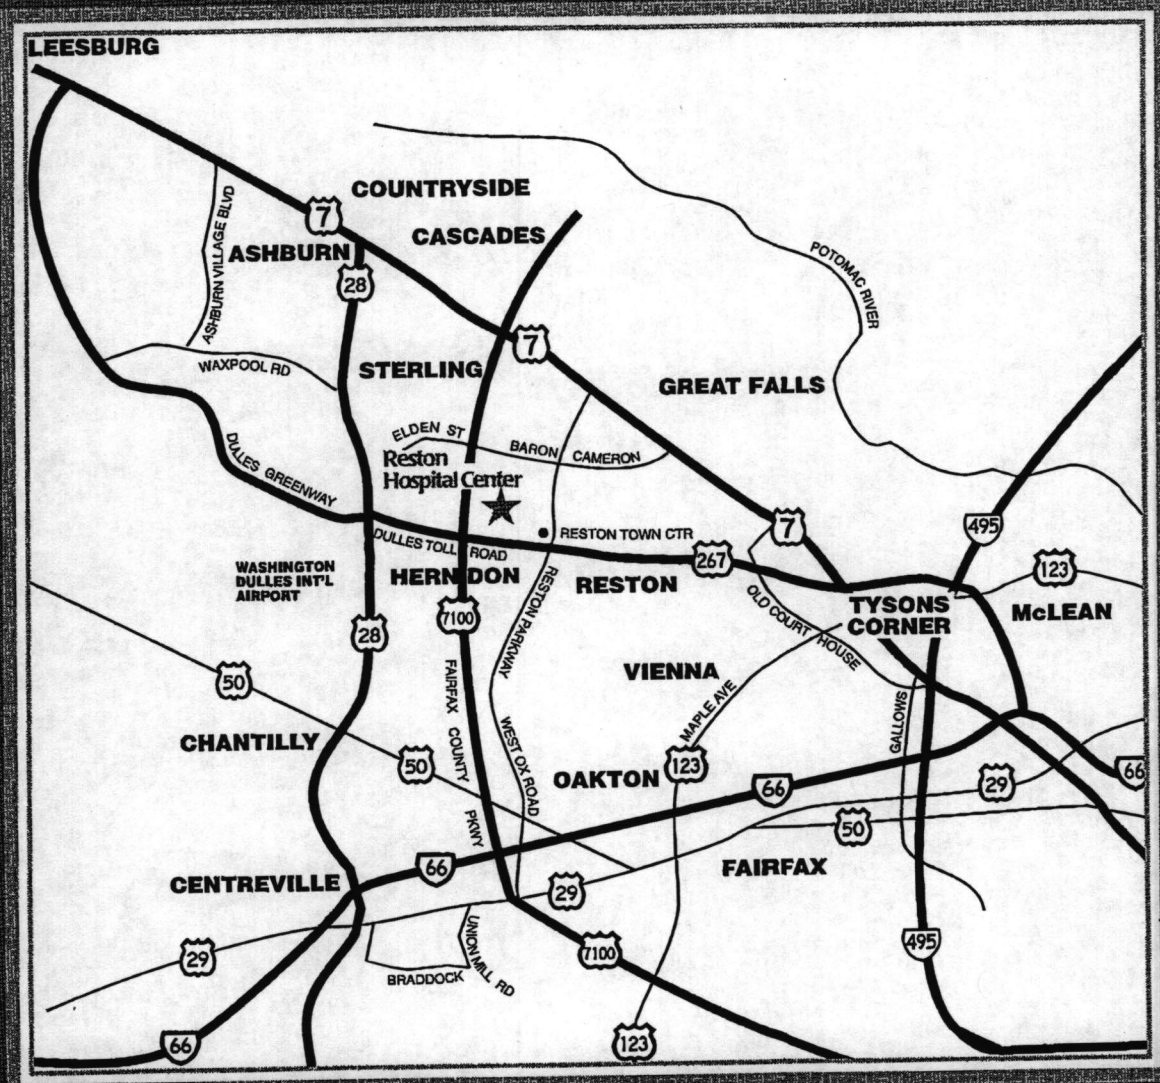 LEESBURG
COUNTRYSIDE
7
CASCADES
ASHBURN
ASHBURN VILLAGE BLVD
28
POTOMAC RIVER
7
WAXPOOL RD
STERLING
GREAT FALLS
ELDEN ST
BARON CAMERON
Reston
Hospital Center
DULLES GREENWAY
7
495
DULLES TOLL ROAD
RESTON TOWN CTR
267
123
WASHINGTON
DULLES INT'L
AIRPORT
HERNDON
RESTON
RESTON PARKWAY
OLD COURT HOUSE
TYSONS
CORNER
McLEAN
7100
28
50
FAIRFAX COUNTY PKWY
VIENNA
MAPLE AVE
GALLOWS
CHANTILLY
50
WEST OX ROAD
OAKTON
123
66
29
66
50
66
FAIRFAX
CENTREVILLE
29
29
UNION MILL RD
BRADDOCK
7100
495
66
123